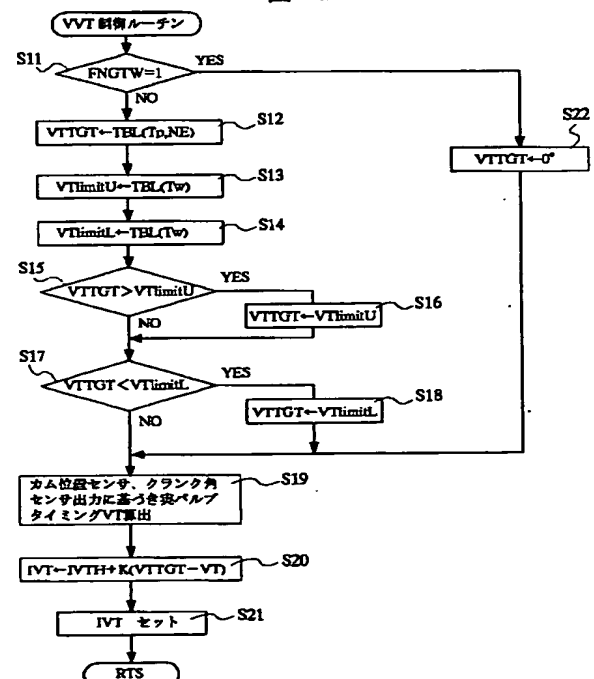 VVT 制御ルーチン
S11
FNGTW=1
YES
NO
S12
VTTGT←TBL(Tp,NE)
S22
VTTGT←0°
S13
VTlimitU←TBL(Tw)
S14
VTlimitL←TBL(Tw)
S15
VTTGT>VTlimitU
YES
NO
S16
VTTGT←VTlimitU
S17
VTTGT<VTlimitL
YES
NO
S18
VTTGT←VTlimitL
カム位置センサ、クランク角
センサ出力に基づき実バルブ
タイミングVT算出
S19
IVT←IVTH+K(VTTGT−VT)
S20
IVT セット
S21
RTS